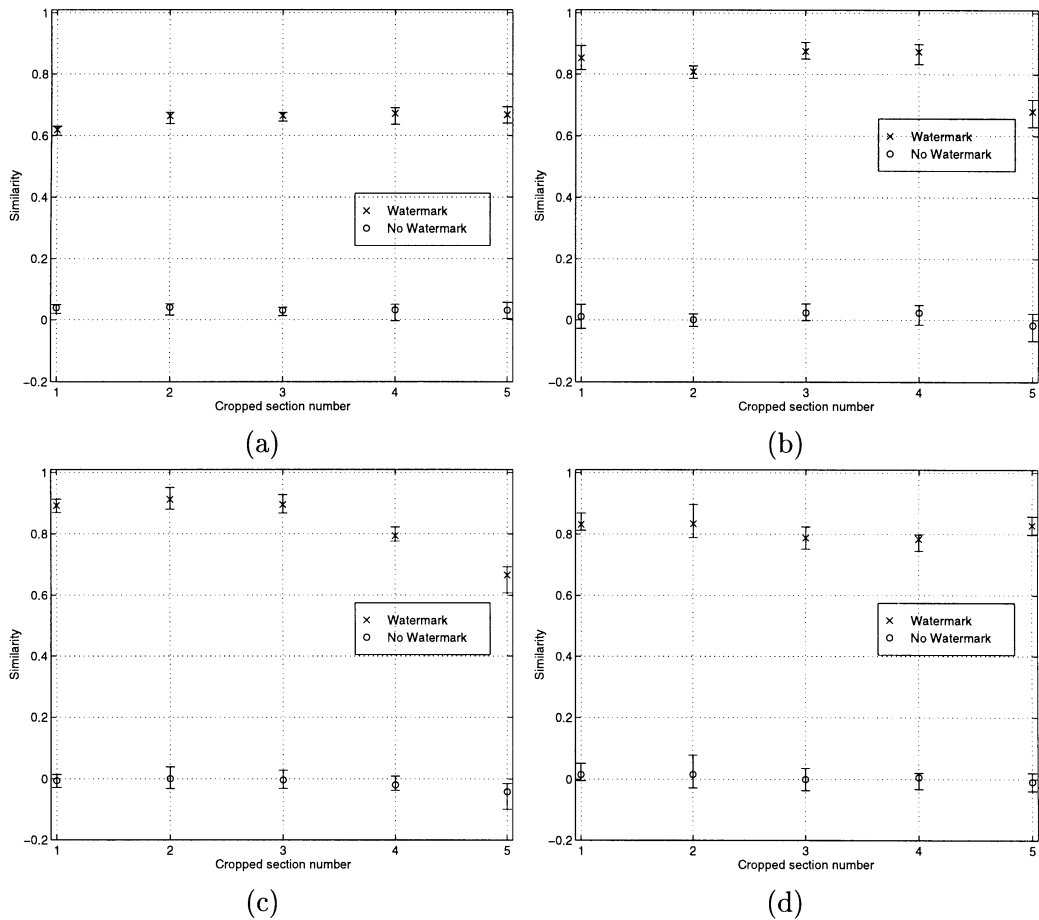 1
0.8
0.6
0.4
0.2
0
−0.2
Similarity
× Watermark
o No Watermark
1 2 3 4 5
Cropped section number
(a)
1
0.8
0.6
0.4
0.2
0
−0.2
Similarity
× Watermark
o No Watermark
1 2 3 4 5
Cropped section number
(b)
1
0.8
0.6
0.4
0.2
0
−0.2
Similarity
× Watermark
o No Watermark
1 2 3 4 5
Cropped section number
(c)
1
0.8
0.6
0.4
0.2
0
−0.2
Similarity
× Watermark
o No Watermark
1 2 3 4 5
Cropped section number
(d)